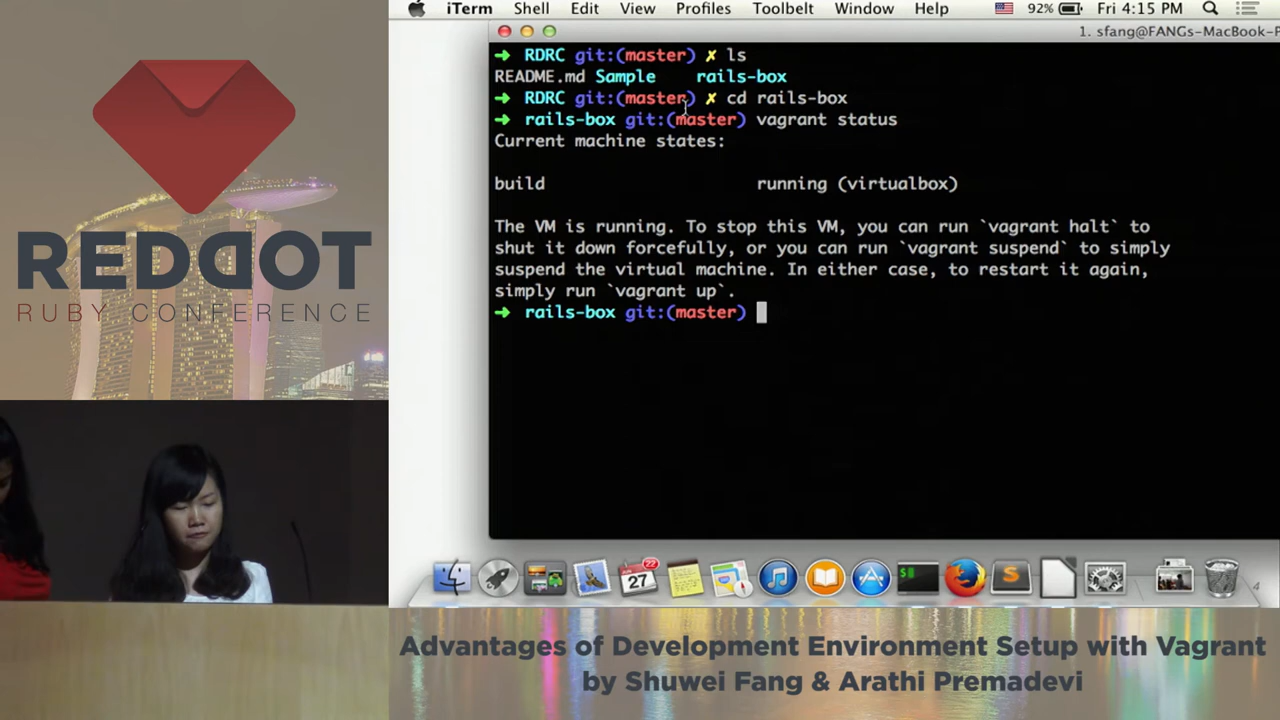 REDDOT
RUBY CONFERENCE
iTerm Shell Edit View Profiles Toolbelt Window Help 92% Fri 4:15 PM
1. sfang@FANGs-MacBook-P
➜ RDRC git:(master) ✗ ls
README.md Sample rails-box
➜ RDRC git:(master) ✗ cd rails-box
➜ rails-box git:(master) vagrant status
Current machine states:
build running (virtualbox)
The VM is running. To stop this VM, you can run `vagrant halt` to
shut it down forcefully, or you can run `vagrant suspend` to simply
suspend the virtual machine. In either case, to restart it again,
simply run `vagrant up`.
➜ rails-box git:(master)
22
27
4
Advantages of Development Environment Setup with Vagrant
by Shuwei Fang & Arathi Premadevi